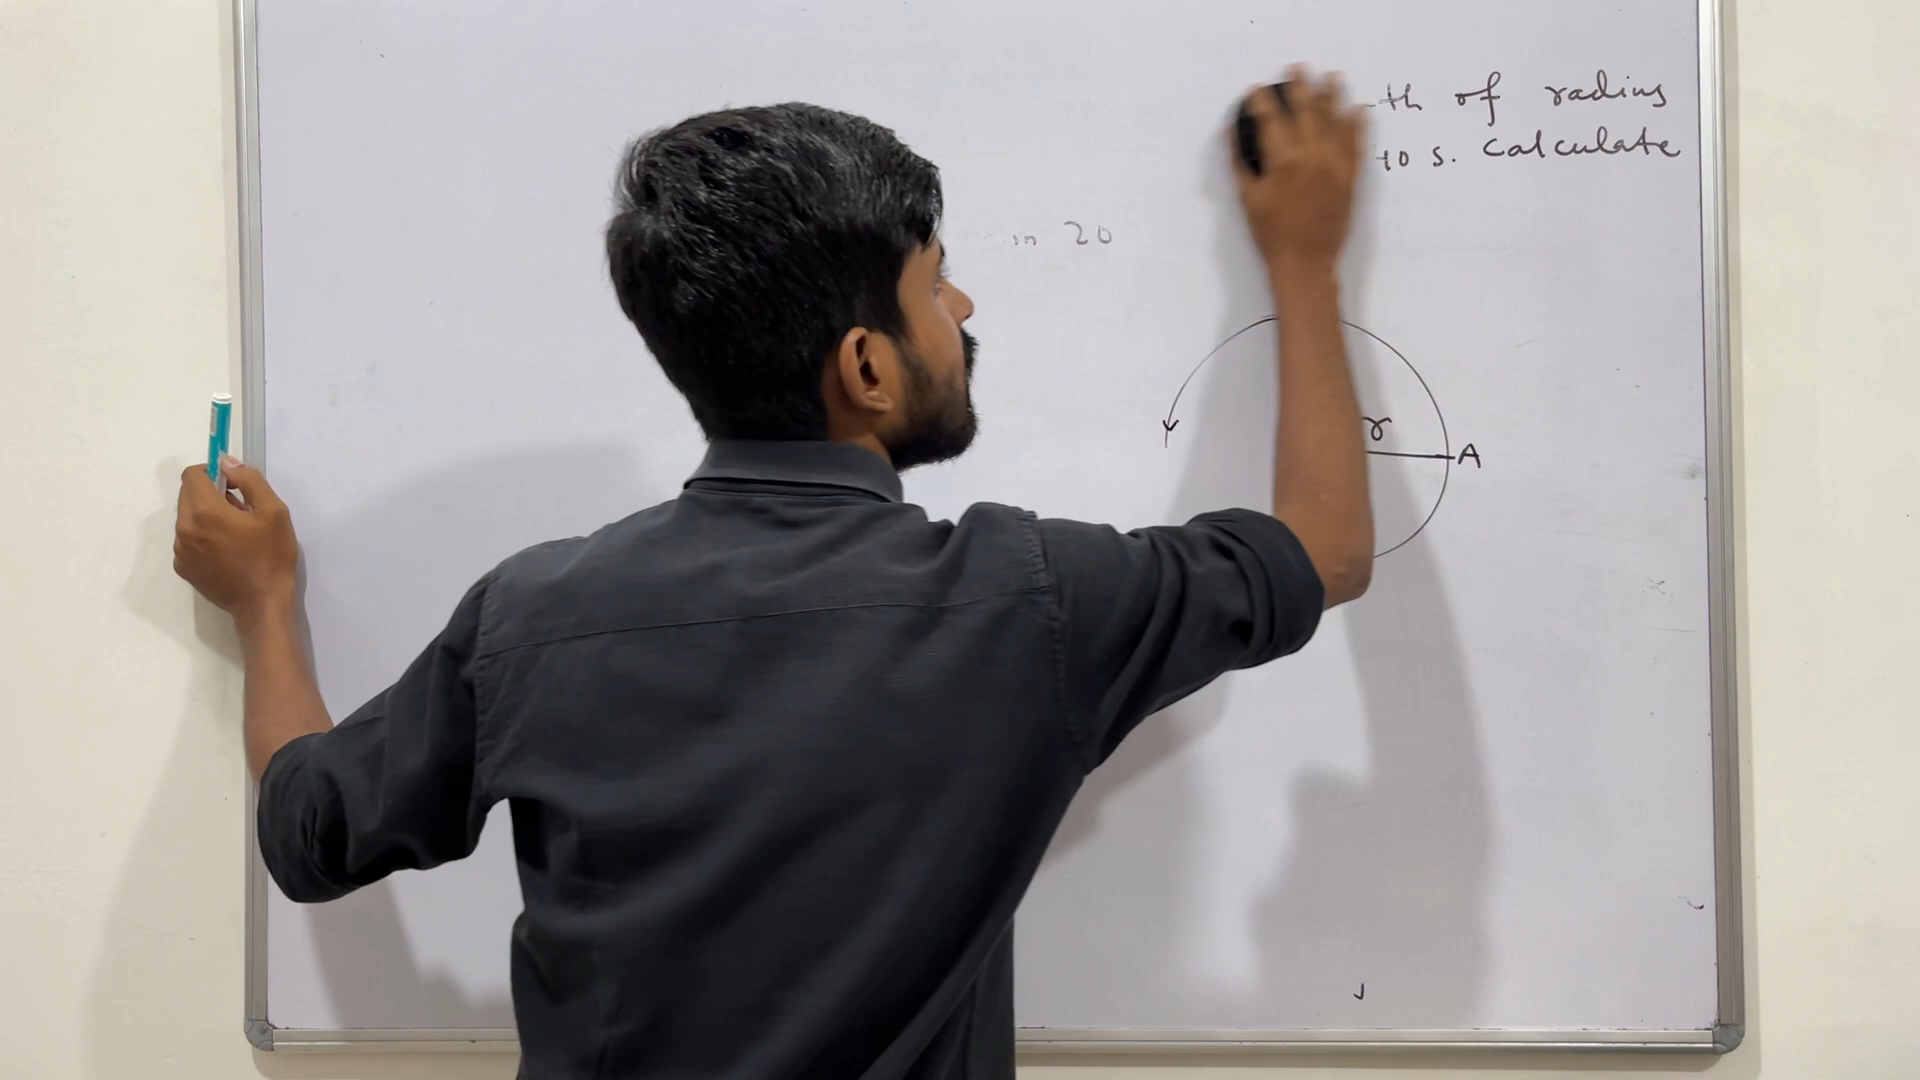 th of radius
40 s. Calculate
in 20
r
A